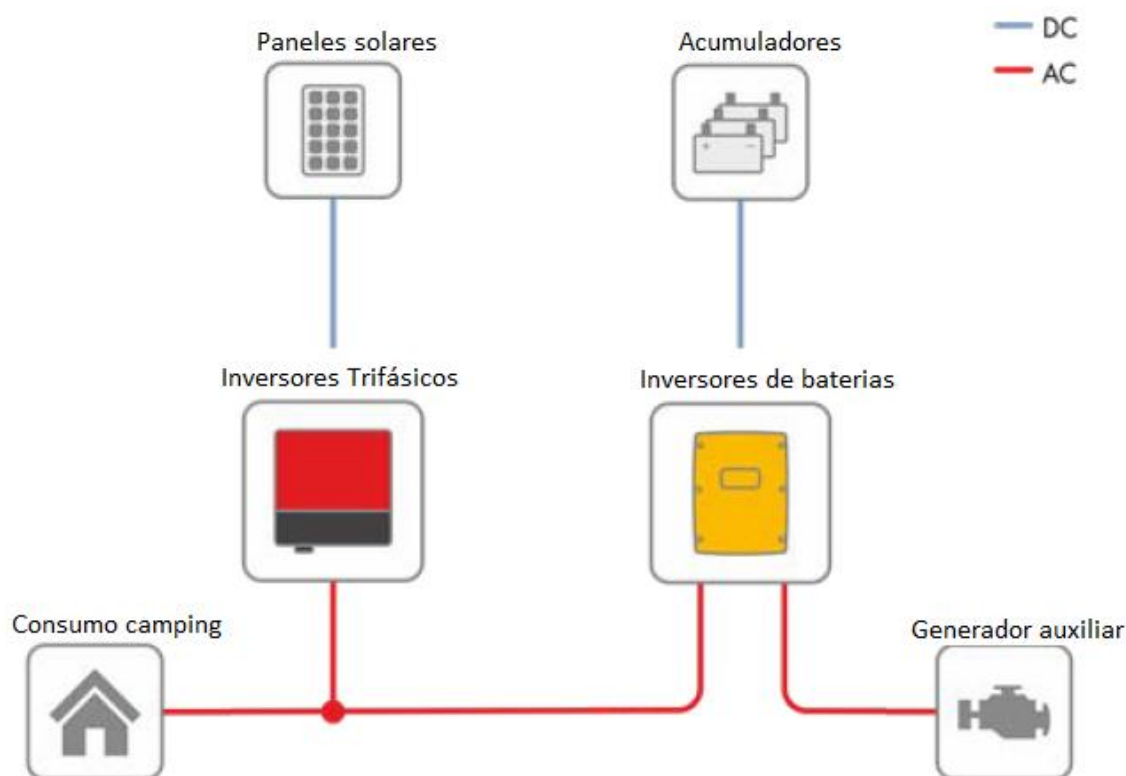 Paneles solares
Acumuladores
DC
AC
Inversores Trifásicos
Inversores de baterias
Consumo camping
Generador auxiliar